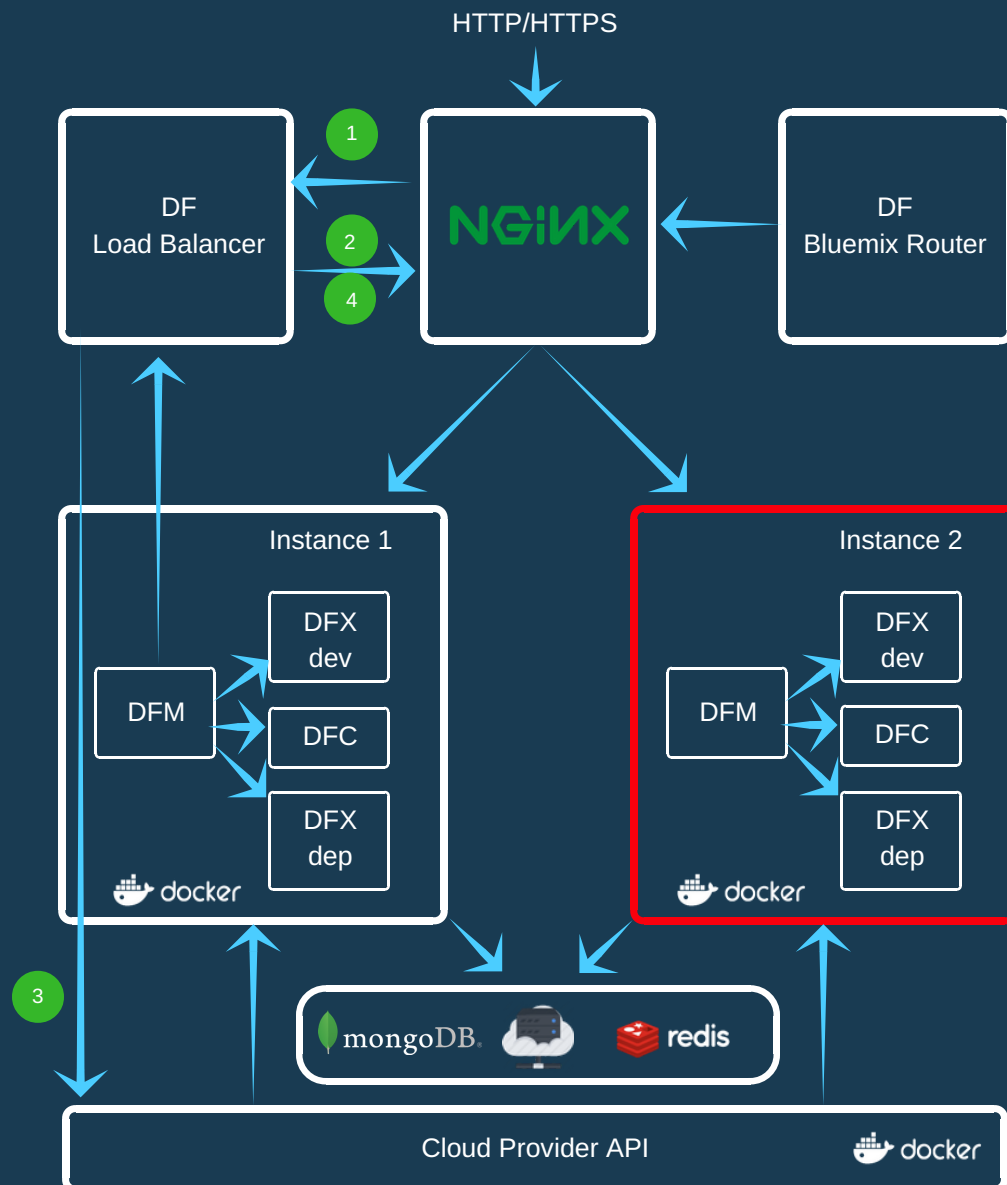 HTTP/HTTPS
1
DF
Load Balancer
2
4
NGiNX
DF
Bluemix Router
Instance 1
DFX
dev
DFM
DFC
DFX
dep
docker
Instance 2
DFX
dev
DFM
DFC
DFX
dep
docker
3
mongoDB.
redis
Cloud Provider API
docker